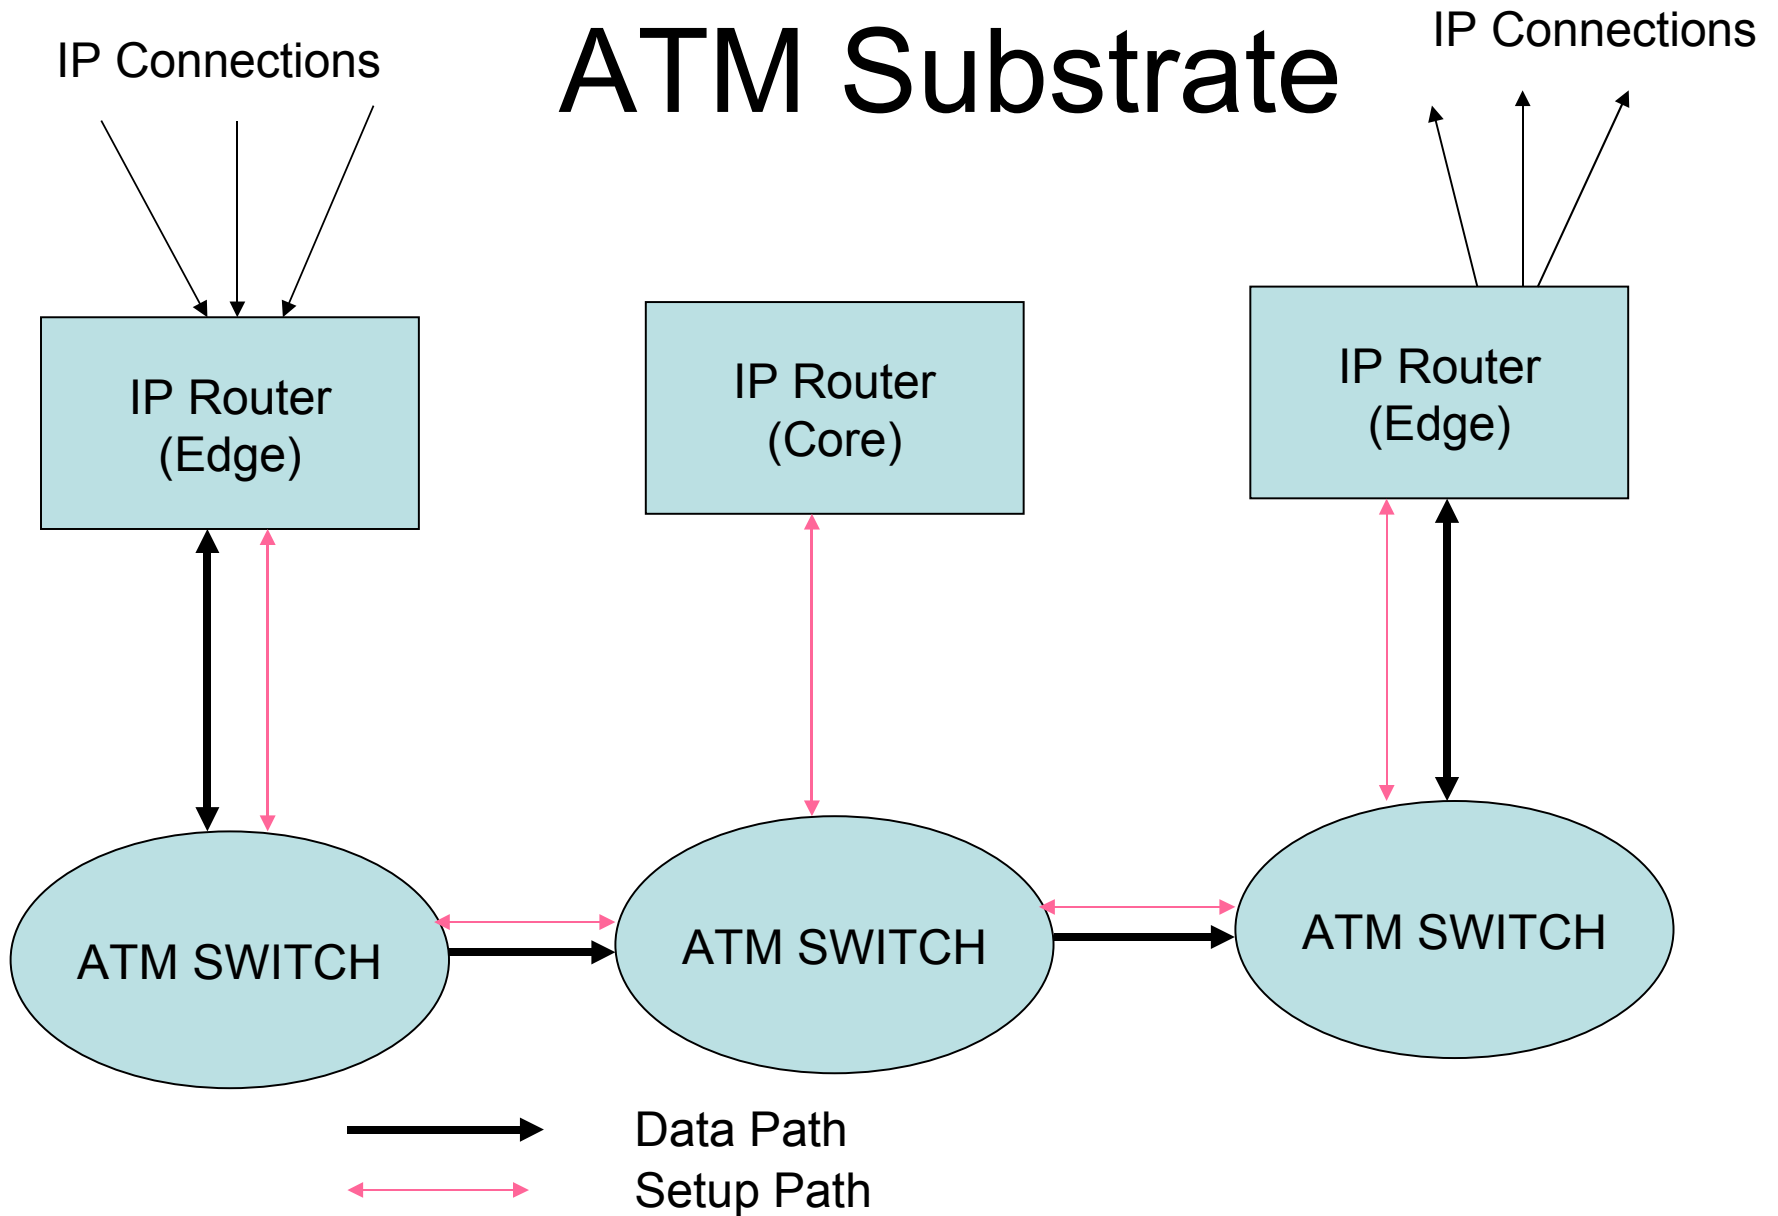 ATM Substrate
IP Connections
IP Connections
IP Router
(Edge)
IP Router
(Core)
IP Router
(Edge)
ATM SWITCH
ATM SWITCH
ATM SWITCH
Data Path
Setup Path